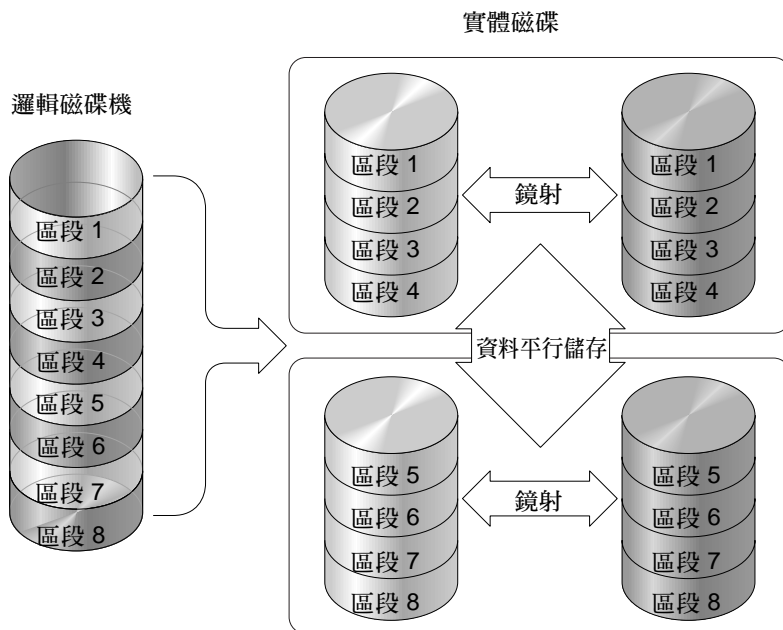 實體磁碟
邏輯磁碟機
區段 1
區段 2
區段 3
區段 4
區段 5
區段 6
區段 7
區段 8
區段 1
區段 2
區段 3
區段 4
鏡射
區段 1
區段 2
區段 3
區段 4
資料平行儲存
區段 5
區段 6
區段 7
區段 8
鏡射
區段 5
區段 6
區段 7
區段 8